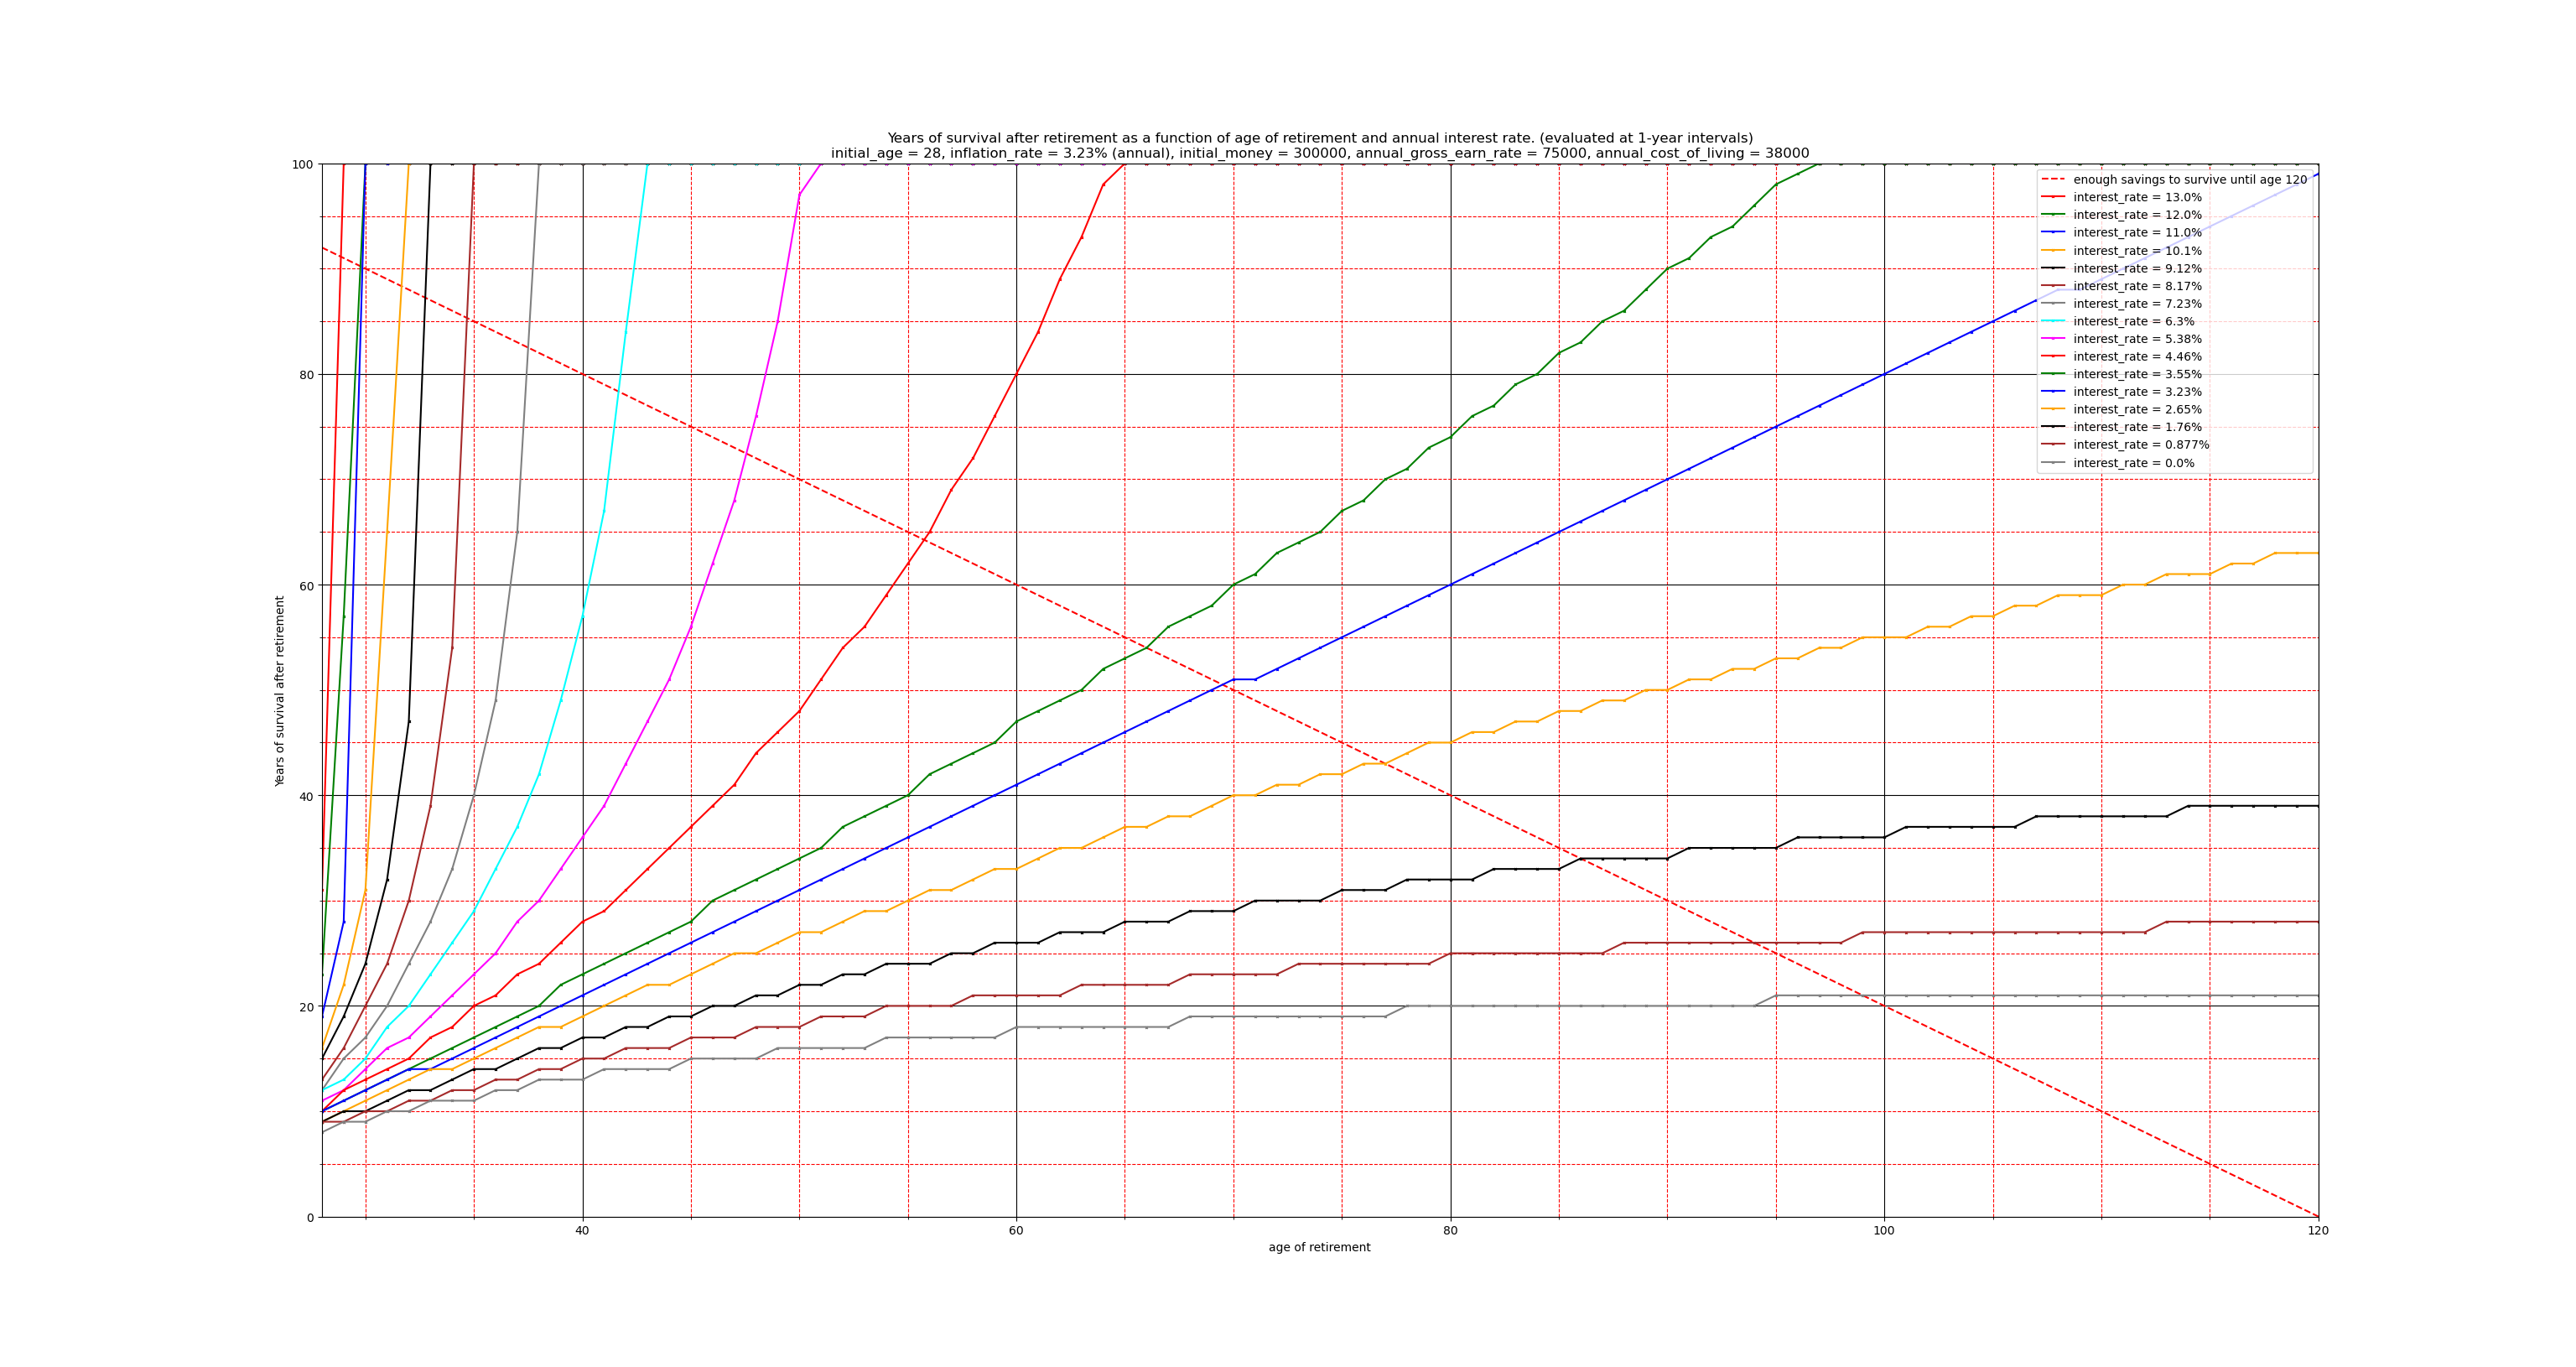 Years of survival after retirement as a function of age of retirement and annual interest rate. (evaluated at 1-year intervals)
initial_age = 28, inflation_rate = 3.23% (annual), initial_money = 300000, annual_gross_earn_rate = 75000, annual_cost_of_living = 38000
100
80
60
40
20
0
Years of survival after retirement
enough savings to survive until age 120
interest_rate = 13.0%
interest_rate = 12.0%
interest_rate = 11.0%
interest_rate = 10.1%
interest_rate = 9.12%
interest_rate = 8.17%
interest_rate = 7.23%
interest_rate = 6.3%
interest_rate = 5.38%
interest_rate = 4.46%
interest_rate = 3.55%
interest_rate = 3.23%
interest_rate = 2.65%
interest_rate = 1.76%
interest_rate = 0.877%
interest_rate = 0.0%
40 60 80 100 120
age of retirement